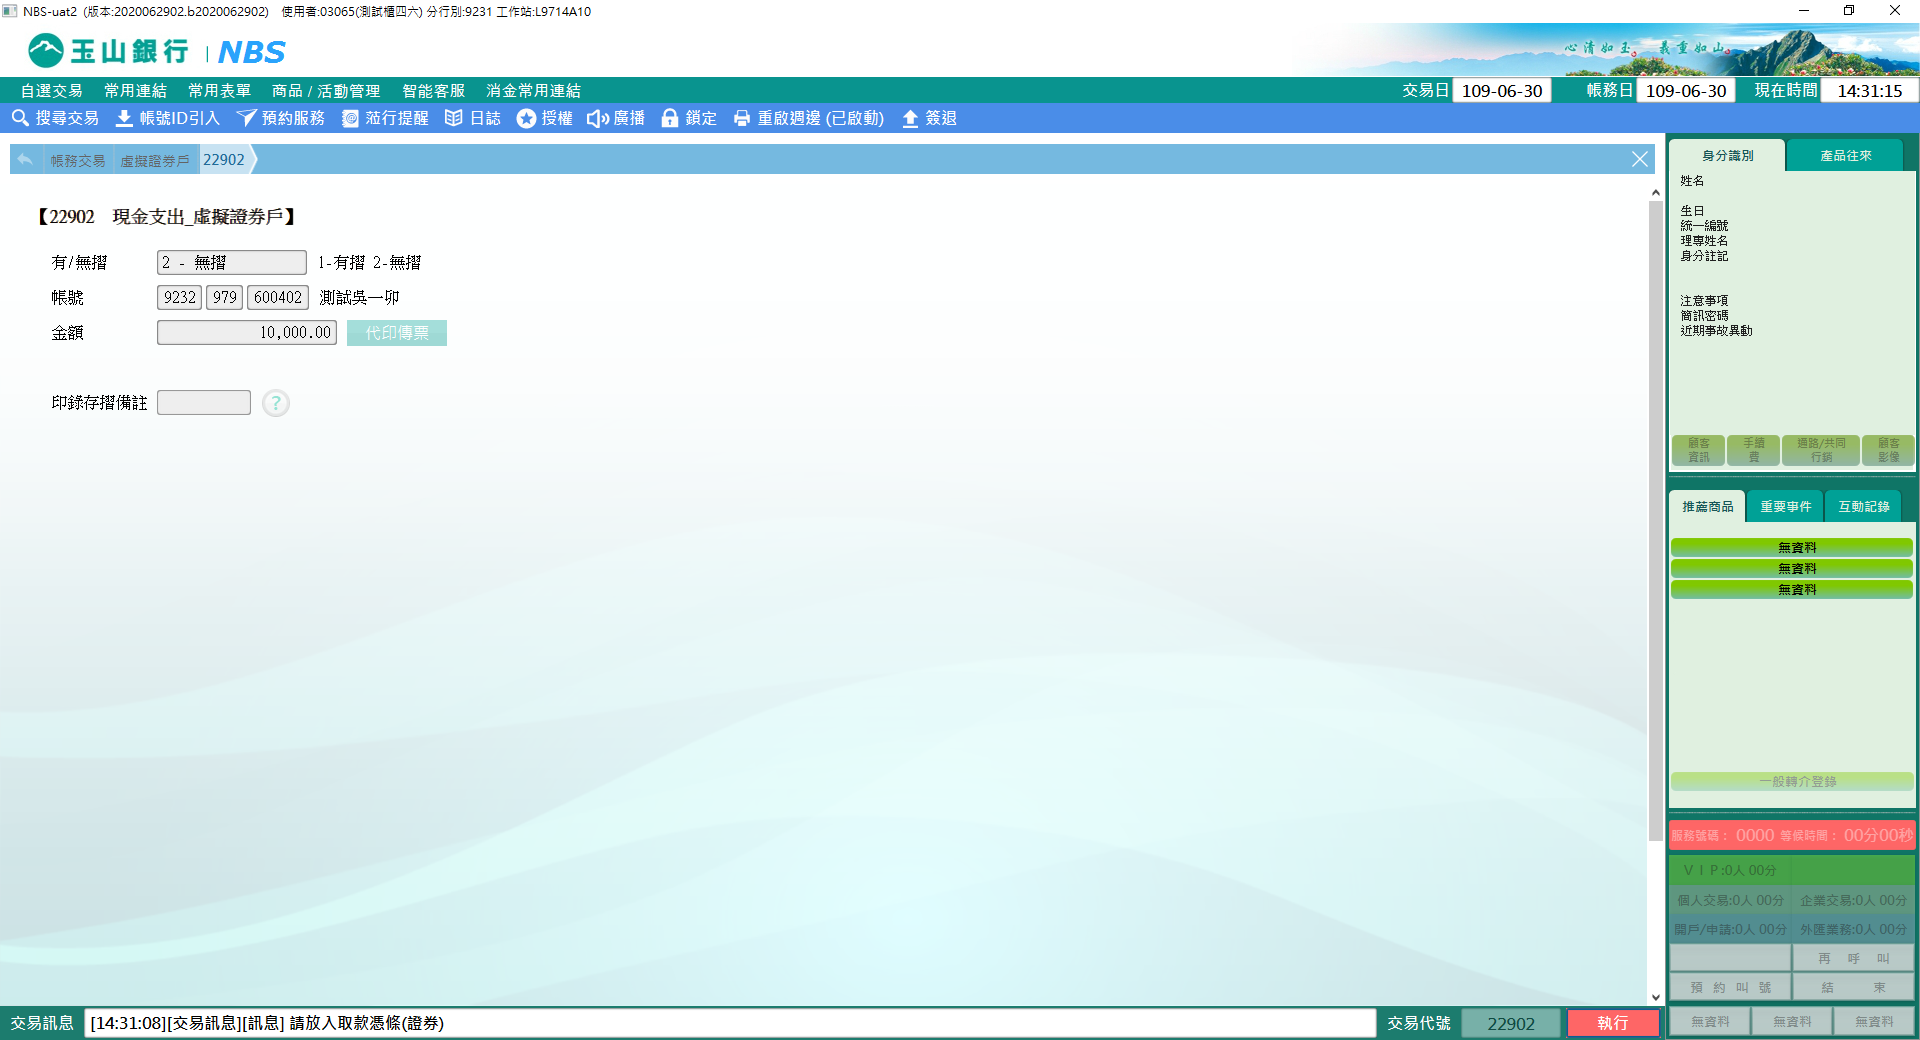 NBS-uat2 (版本:2020062902.b2020062902) 使用者:03065(測試櫃四六) 分行別:9231 工作站:L9714A10
玉山銀行 | NBS
心清如玉。 義重如山。
自選交易 常用連結 常用表單 商品 / 活動管理 智能客服 消金常用連結 交易日 109-06-30 帳務日 109-06-30 現在時間 14:31:15
搜尋交易 帳號ID引入 預約服務 蒞行提醒 日誌 授權 廣播 鎖定 重啟週邊 (已啟動) 簽退
帳務交易 虛擬證券戶 22902
【22902 現金支出_虛擬證券戶】
有/無摺 2 - 無摺 1-有摺 2-無摺
帳號 9232 979 600402 測試吳一卯
金額 10,000.00 代印傳票
印錄存摺備註 ?
身分識別 產品往來
姓名
生日
統一編號
理專姓名
身分註記
注意事項
簡訊密碼
近期事故異動
顧客資訊 手續費 通路/共同行銷 顧客影像
推薦商品 重要事件 互動記錄
無資料
無資料
無資料
一般轉介登錄
服務號碼： 0000 等候時間： 00分00秒
ＶＩＰ:0人 00分
個人交易:0人 00分 企業交易:0人 00分
開戶/申請:0人 00分 外匯業務:0人 00分
再 呼 叫
預 約 叫 號 結 束
無資料 無資料 無資料
交易訊息 [14:31:08][交易訊息][訊息] 請放入取款憑條(證券) 交易代號 22902 執行